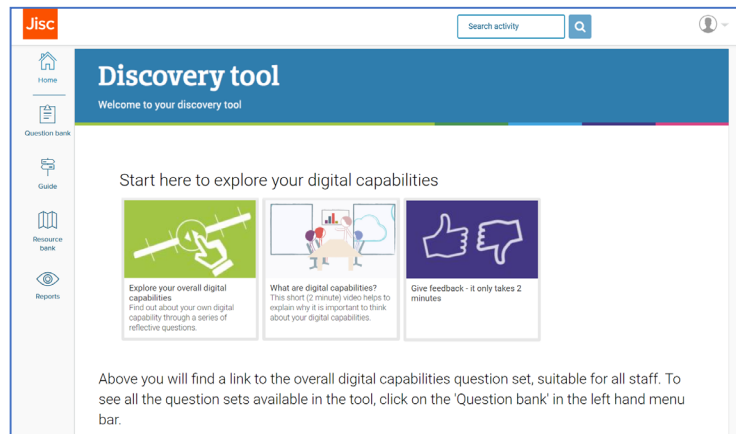 Jisc
Search activity
Home
Question bank
Guide
Resource
bank
Reports
Discovery tool
Welcome to your discovery tool
Start here to explore your digital capabilities
Explore your overall digital
capabilities
Find out about your own digital
capability through a series of
reflective questions.
What are digital capabilities?
This short (2 minute) video helps to
explain why it is important to think
about your digital capabilities.
Give feedback - it only takes 2
minutes
Above you will find a link to the overall digital capabilities question set, suitable for all staff. To
see all the question sets available in the tool, click on the 'Question bank' in the left hand menu
bar.